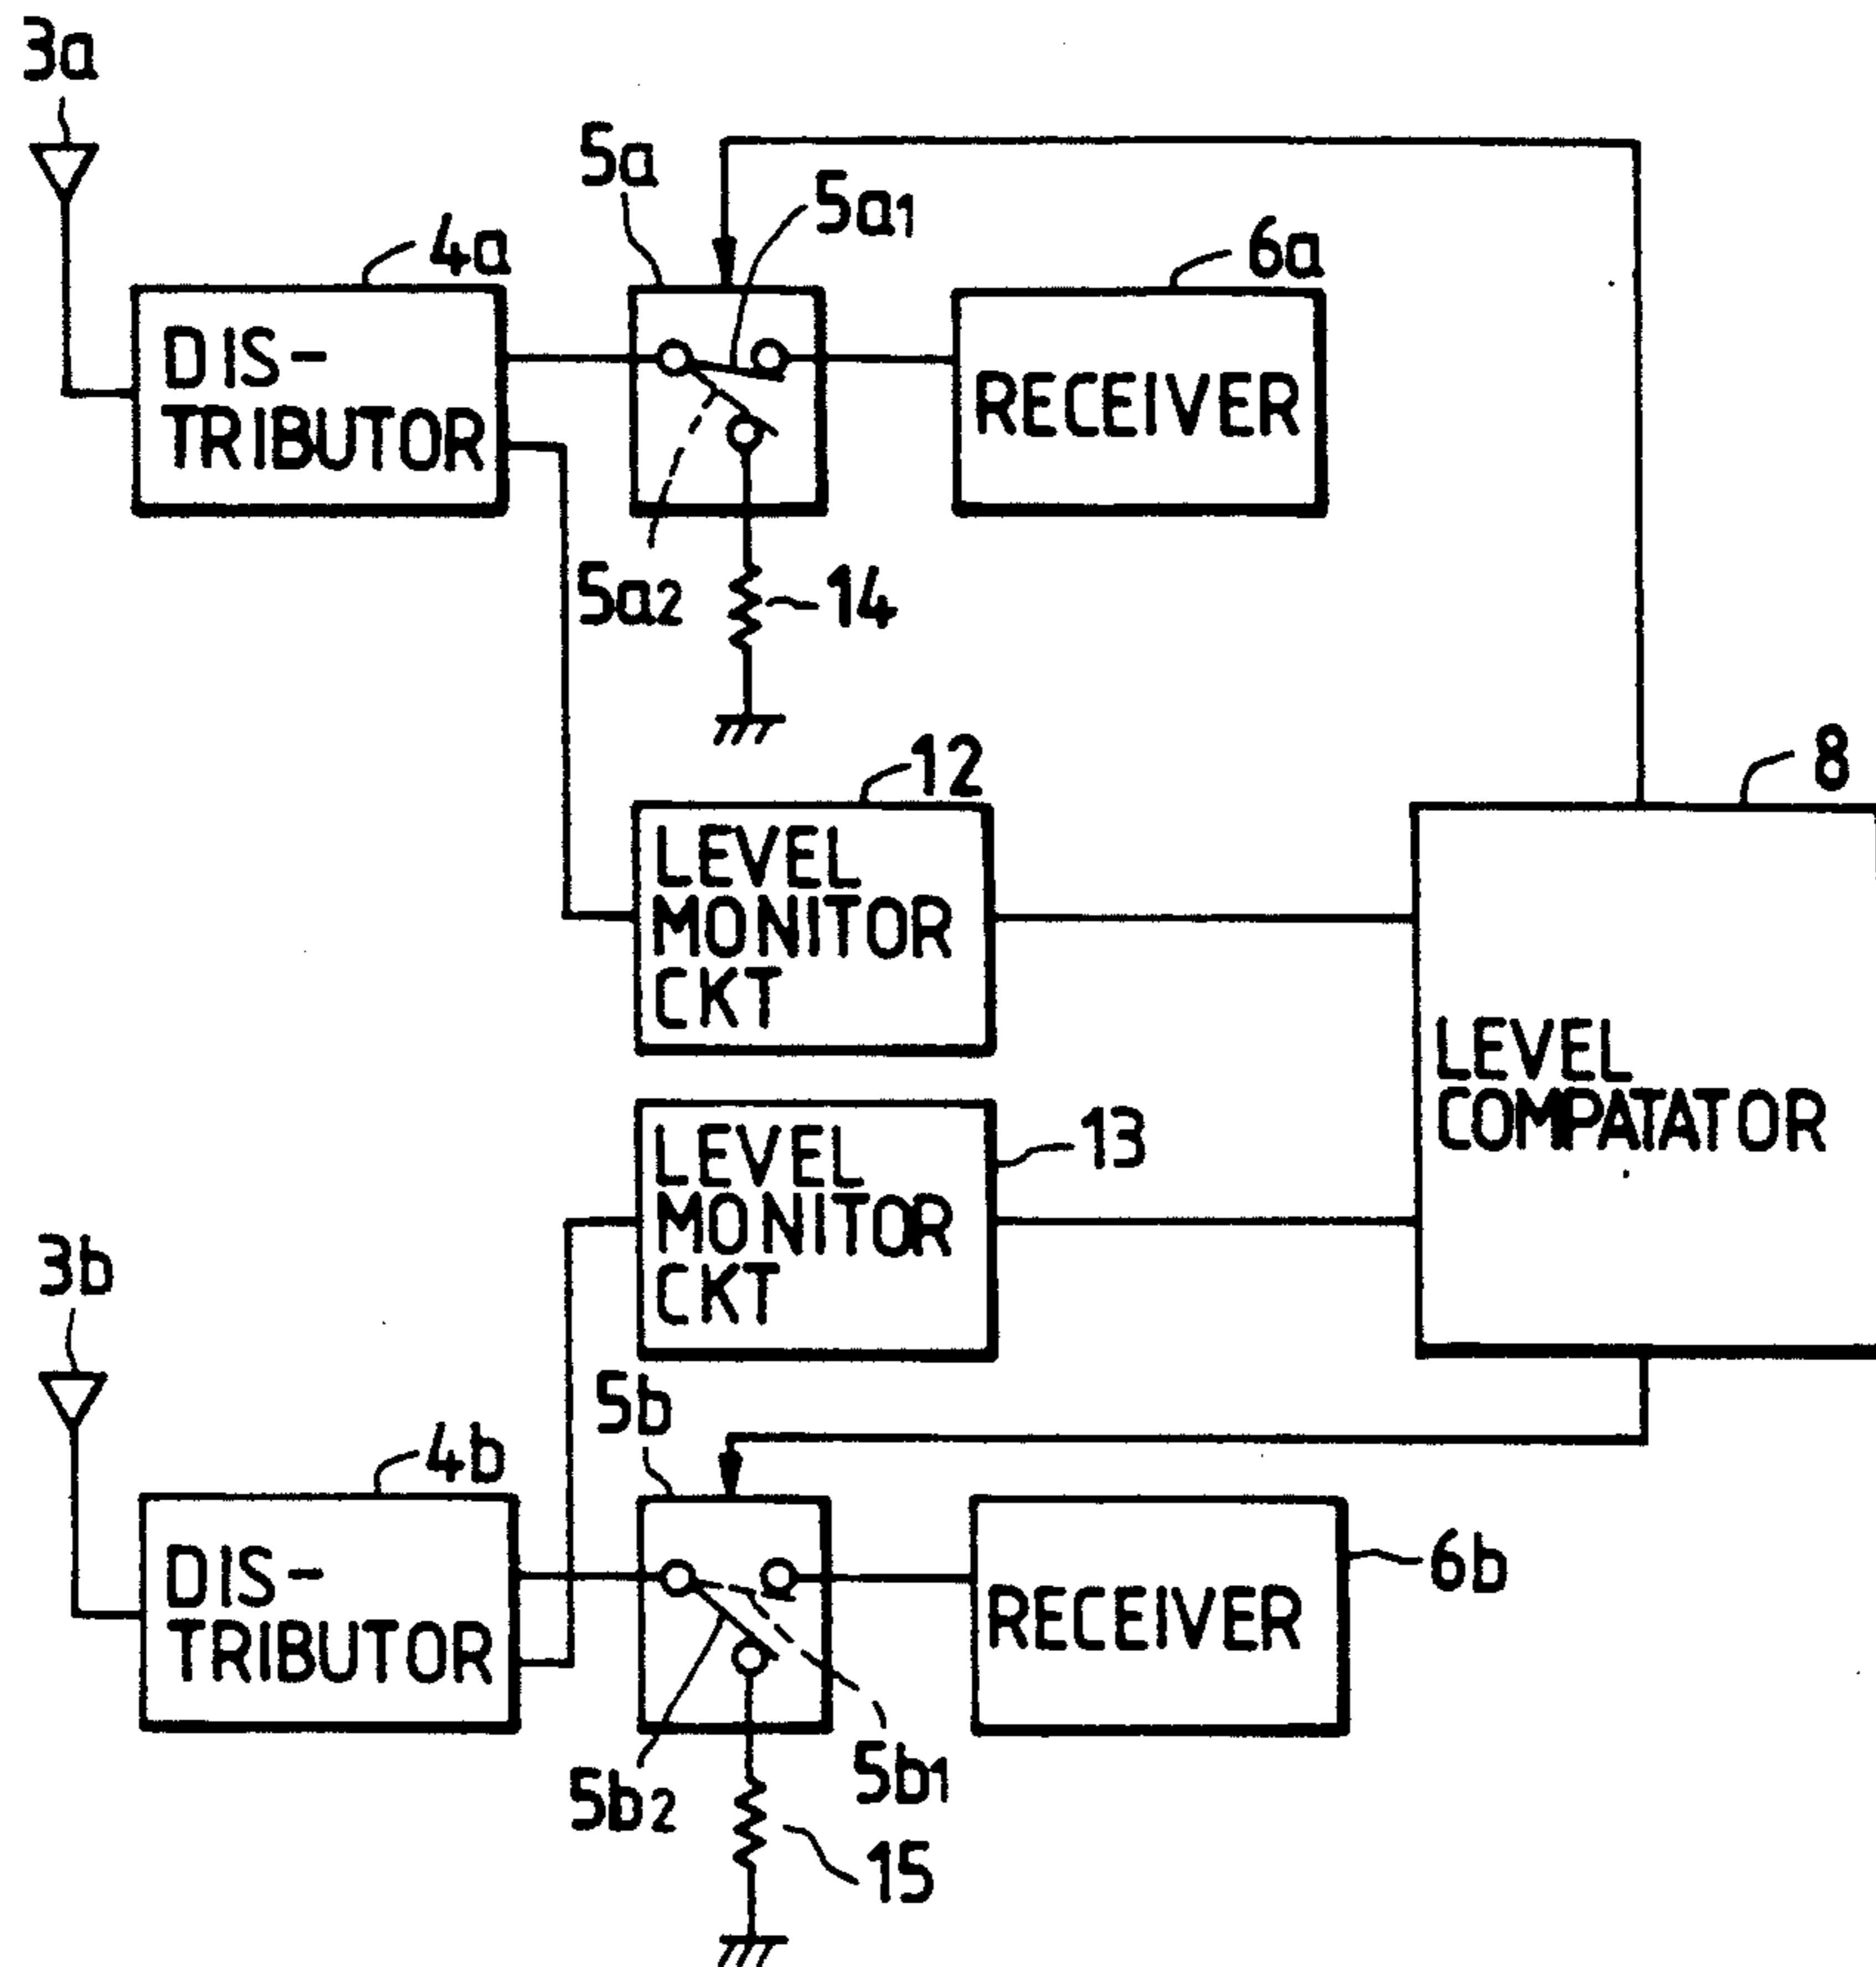 3a
5a
5a1
4a
6a
DIS-
TRIBUTOR
RECEIVER
5a2
14
12
8
LEVEL
MONITOR
CKT
LEVEL
COMPATATOR
13
LEVEL
MONITOR
CKT
3b
5b
4b
6b
DIS-
TRIBUTOR
RECEIVER
5b2
5b1
15